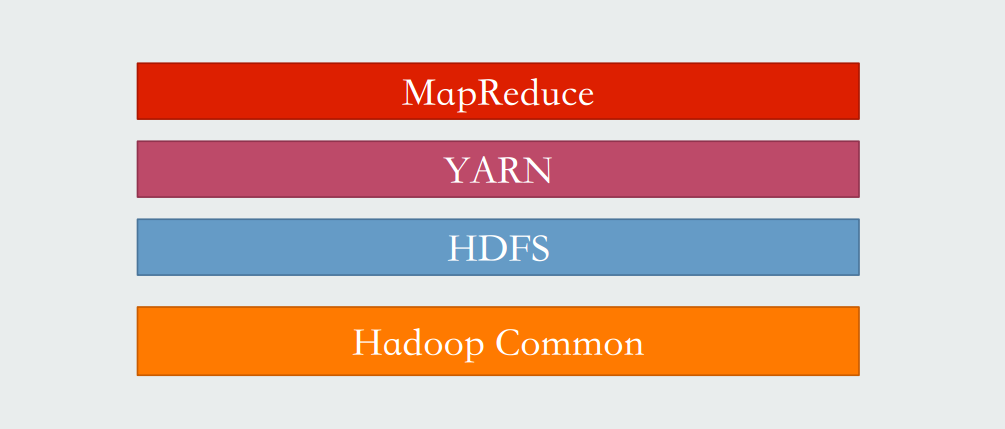 MapReduce
YARN
HDFS
Hadoop Common